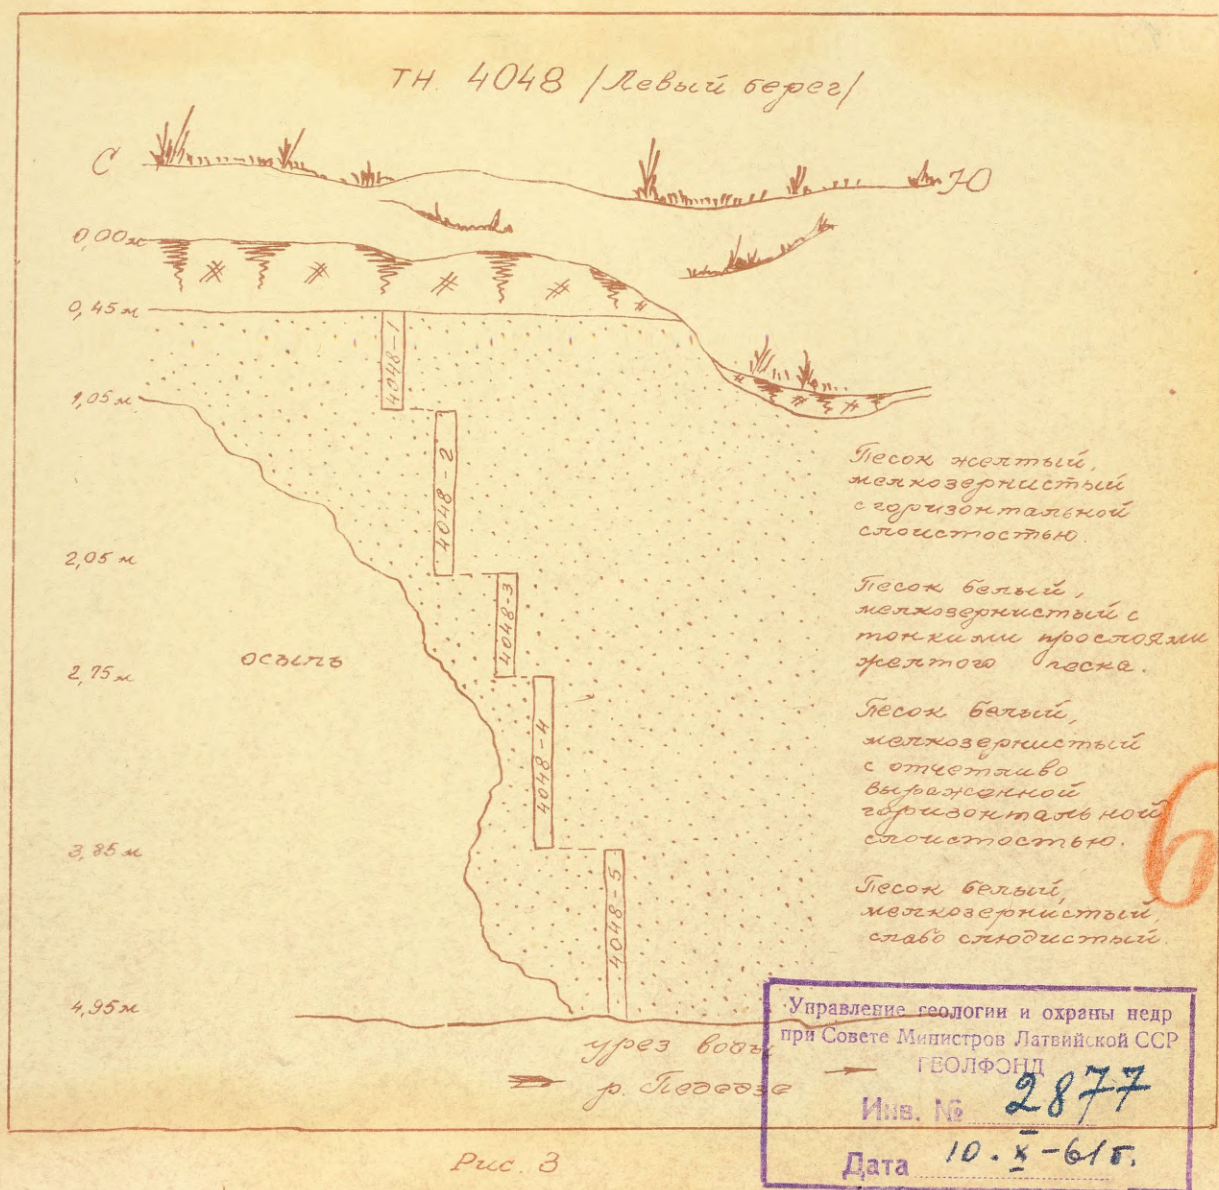 ТН. 4048 /Левый берег/
С
Ю
0,00м
0,45м
1,05м
2,05м
2,75м
3,85м
4,95м
4048-1
4048-2
4048-3
4048-4
4048-5
осыпь
Песок желтый,
мелкозернистый
с горизонтальной
слоистостью.
Песок белый,
мелкозернистый с
тонкими прослоями
желтого песка.
Песок белый,
мелкозернистый
с отчетливо
выраженной
горизонтальной
слоистостью.
Песок белый,
мелкозернистый,
слабо слюдистый.
6
урез воды
р. Педедзе
Управление геологии и охраны недр
при Совете Министров Латвийской ССР
ГЕОЛФОНД
Инв. № 2877
Дата 10.X-61г.
Рис. 3